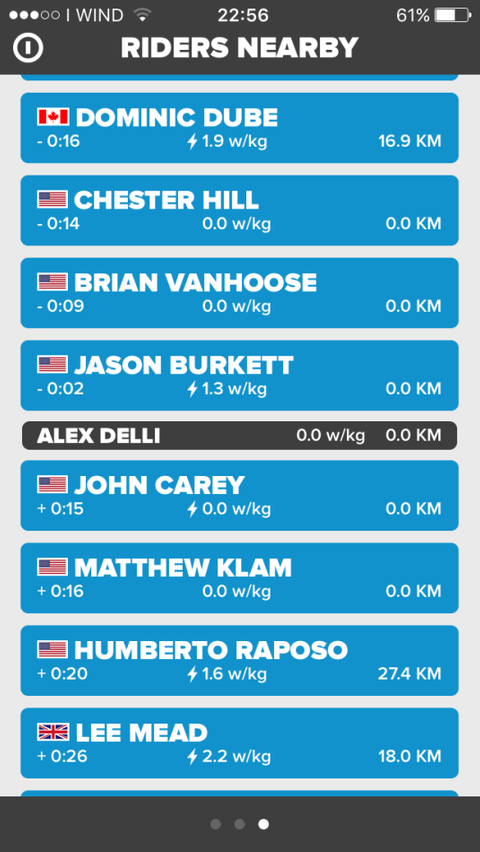 I WIND 22:56 61%
RIDERS NEARBY
DOMINIC DUBE
- 0:16 1.9 w/kg 16.9 KM
CHESTER HILL
- 0:14 0.0 w/kg 0.0 KM
BRIAN VANHOOSE
- 0:09 0.0 w/kg 0.0 KM
JASON BURKETT
- 0:02 1.3 w/kg 0.0 KM
ALEX DELLI 0.0 w/kg 0.0 KM
JOHN CAREY
+ 0:15 0.0 w/kg 0.0 KM
MATTHEW KLAM
+ 0:16 0.0 w/kg 0.0 KM
HUMBERTO RAPOSO
+ 0:20 1.6 w/kg 27.4 KM
LEE MEAD
+ 0:26 2.2 w/kg 18.0 KM